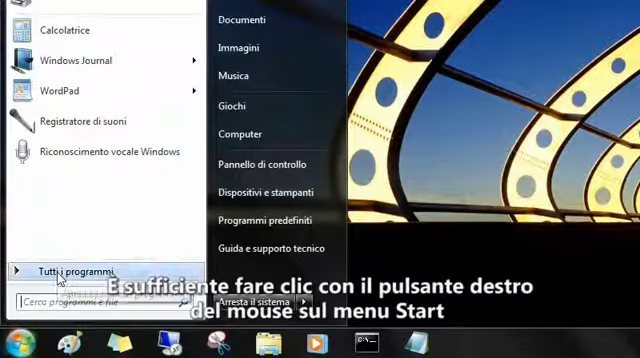 Calcolatrice
Windows Journal
WordPad
Registratore di suoni
Riconoscimento vocale Windows
Tutti i programmi
Cerca programmi e file
Documenti
Immagini
Musica
Giochi
Computer
Pannello di controllo
Dispositivi e stampanti
Programmi predefiniti
Guida e supporto tecnico
Arresta il sistema
È sufficiente fare clic con il pulsante destro
del mouse sul menu Start